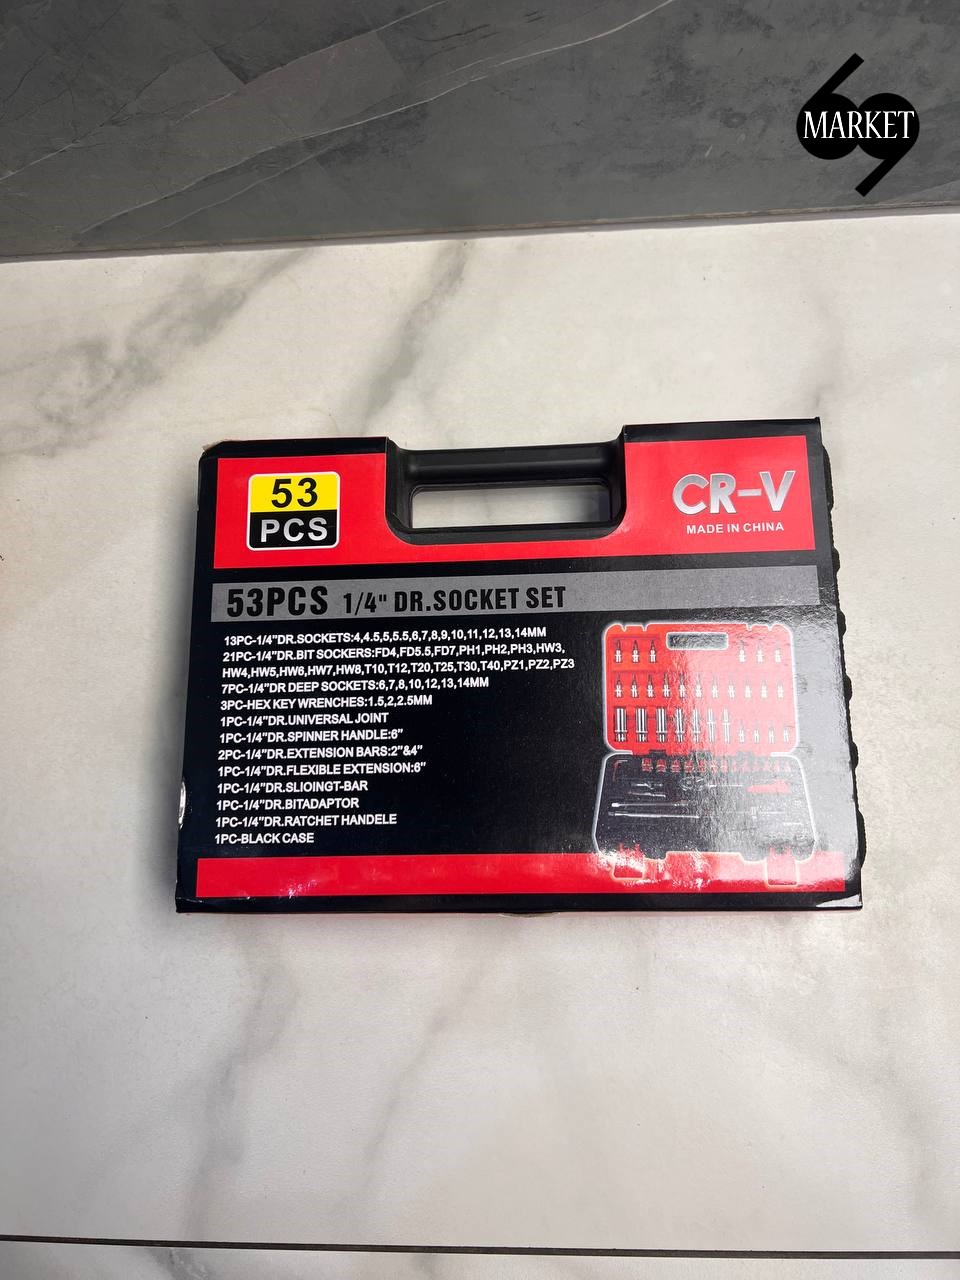 MARKET
53
PCS
CR-V
MADE IN CHINA
53PCS 1/4" DR.SOCKET SET
13PC-1/4"DR.SOCKETS:4,4.5,5,5.5,6,7,8,9,10,11,12,13,14MM
21PC-1/4"DR.BIT SOCKERS:FD4,FD5.5,FD7,PH1,PH2,PH3,HW3,
HW4,HW5,HW6,HW7,HW8,T10,T12,T20,T25,T30,T40,PZ1,PZ2,PZ3
7PC-1/4"DR DEEP SOCKETS:6,7,8,10,12,13,14MM
3PC-HEX KEY WRENCHES:1.5,2,2.5MM
1PC-1/4"DR.UNIVERSAL JOINT
1PC-1/4"DR.SPINNER HANDLE:6"
2PC-1/4"DR.EXTENSION BARS:2"&4"
1PC-1/4"DR.FLEXIBLE EXTENSION:6"
1PC-1/4"DR.SLIOINGT-BAR
1PC-1/4"DR.BITADAPTOR
1PC-1/4"DR.RATCHET HANDELE
1PC-BLACK CASE